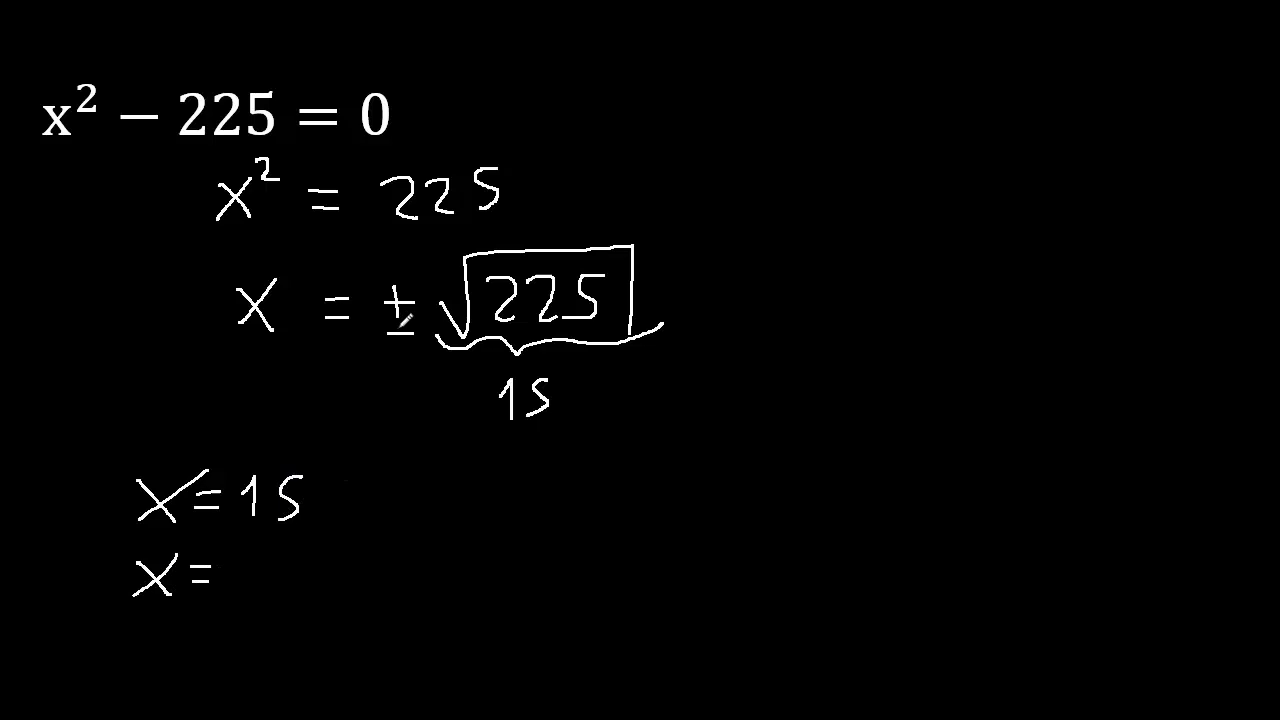 x² − 225 = 0
x² = 225
x = ± √225
15
x = 15
x =